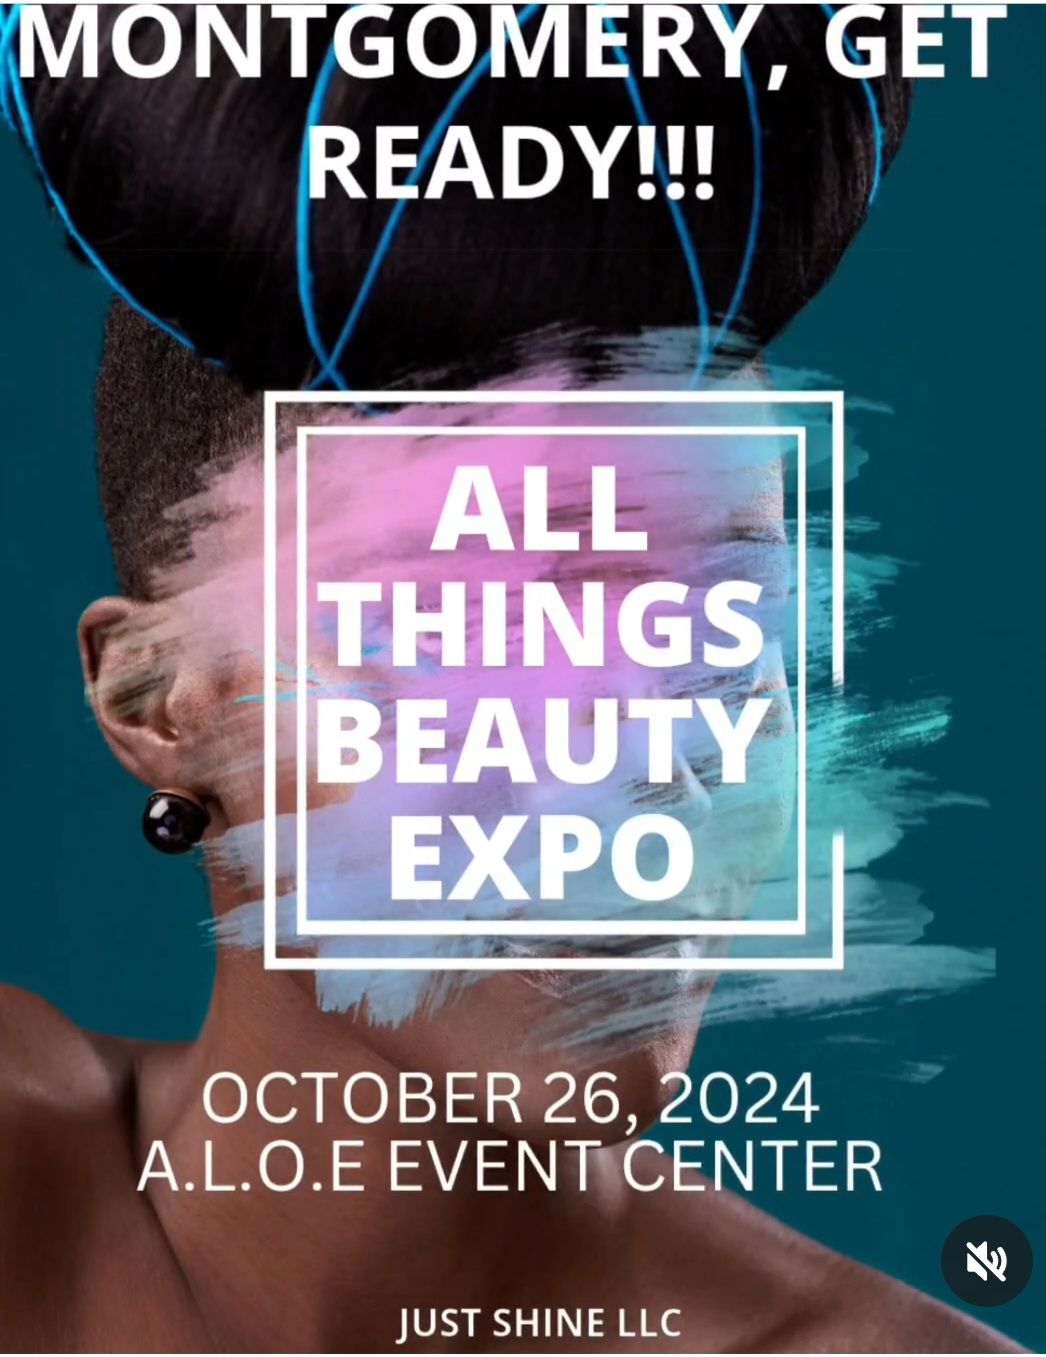 MONTGOMERY, GET
READY!!!
ALL
THINGS
BEAUTY
EXPO
OCTOBER 26, 2024
A.L.O.E EVENT CENTER
JUST SHINE LLC